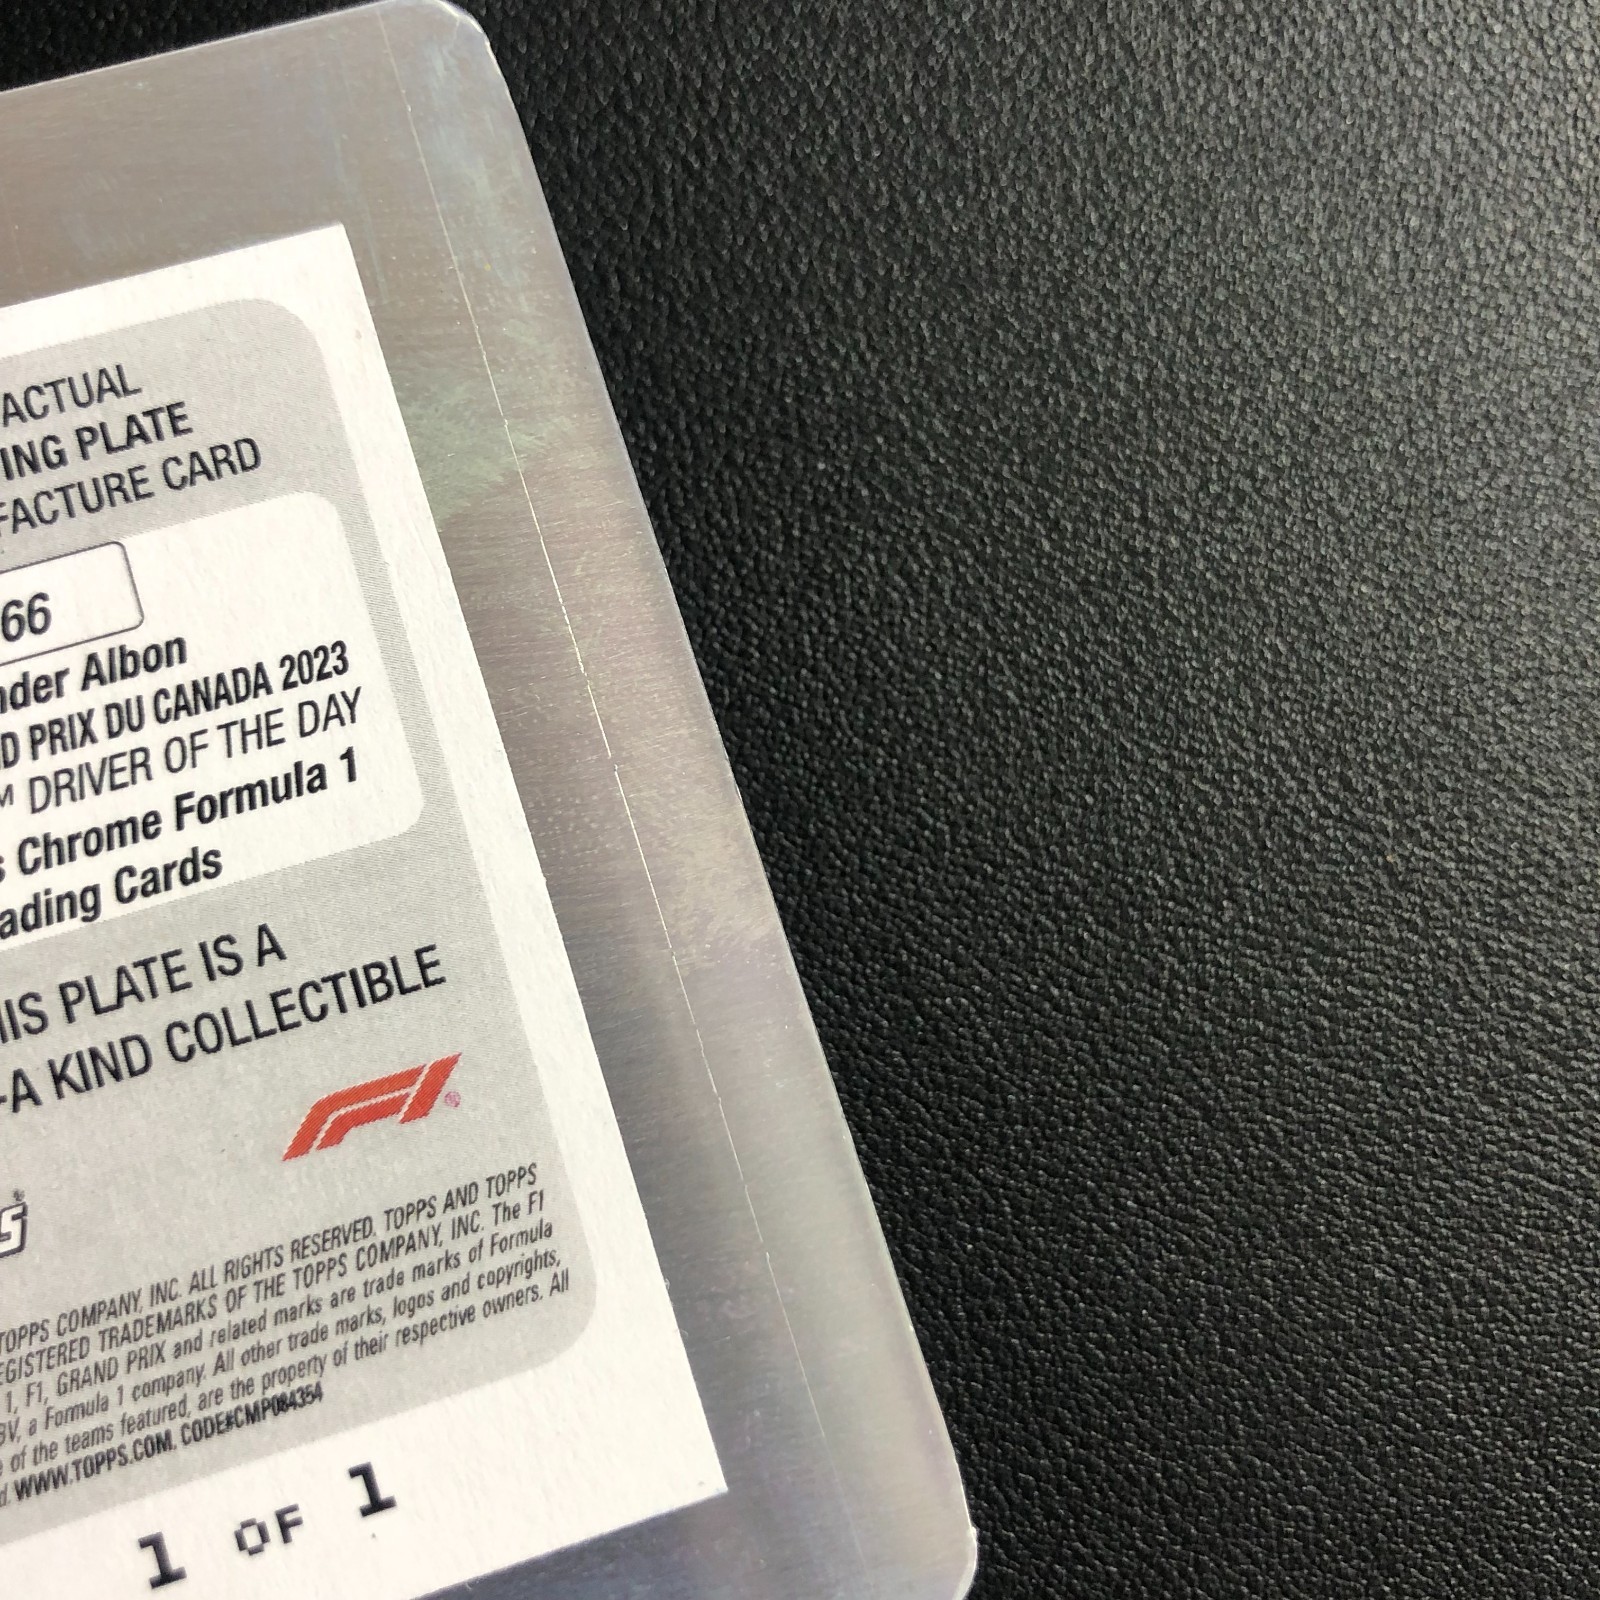 ACTUAL
ING PLATE
FACTURE CARD
66
nder Albon
D PRIX DU CANADA 2023
™ DRIVER OF THE DAY
s Chrome Formula 1
ading Cards
HIS PLATE IS A
-A KIND COLLECTIBLE
F1®
S®
TOPPS COMPANY, INC. ALL RIGHTS RESERVED. TOPPS AND TOPPS
EGISTERED TRADEMARKS OF THE TOPPS COMPANY, INC. The F1
1, F1, GRAND PRIX and related marks are trade marks of Formula
BV, a Formula 1 company. All other trade marks, logos and copyrights,
of the teams featured, are the property of their respective owners. All
d. WWW.TOPPS.COM. CODE#CMP084354
1 OF 1